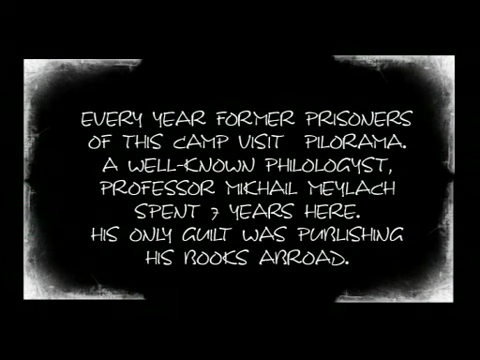 EVERY YEAR FORMER PRISONERS
OF THIS CAMP VISIT PILORAMA.
A WELL-KNOWN PHILOLOGYST,
PROFESSOR MIKHAIL MEYLACH
SPENT 7 YEARS HERE.
HIS ONLY GUILT WAS PUBLISHING
HIS BOOKS ABROAD.